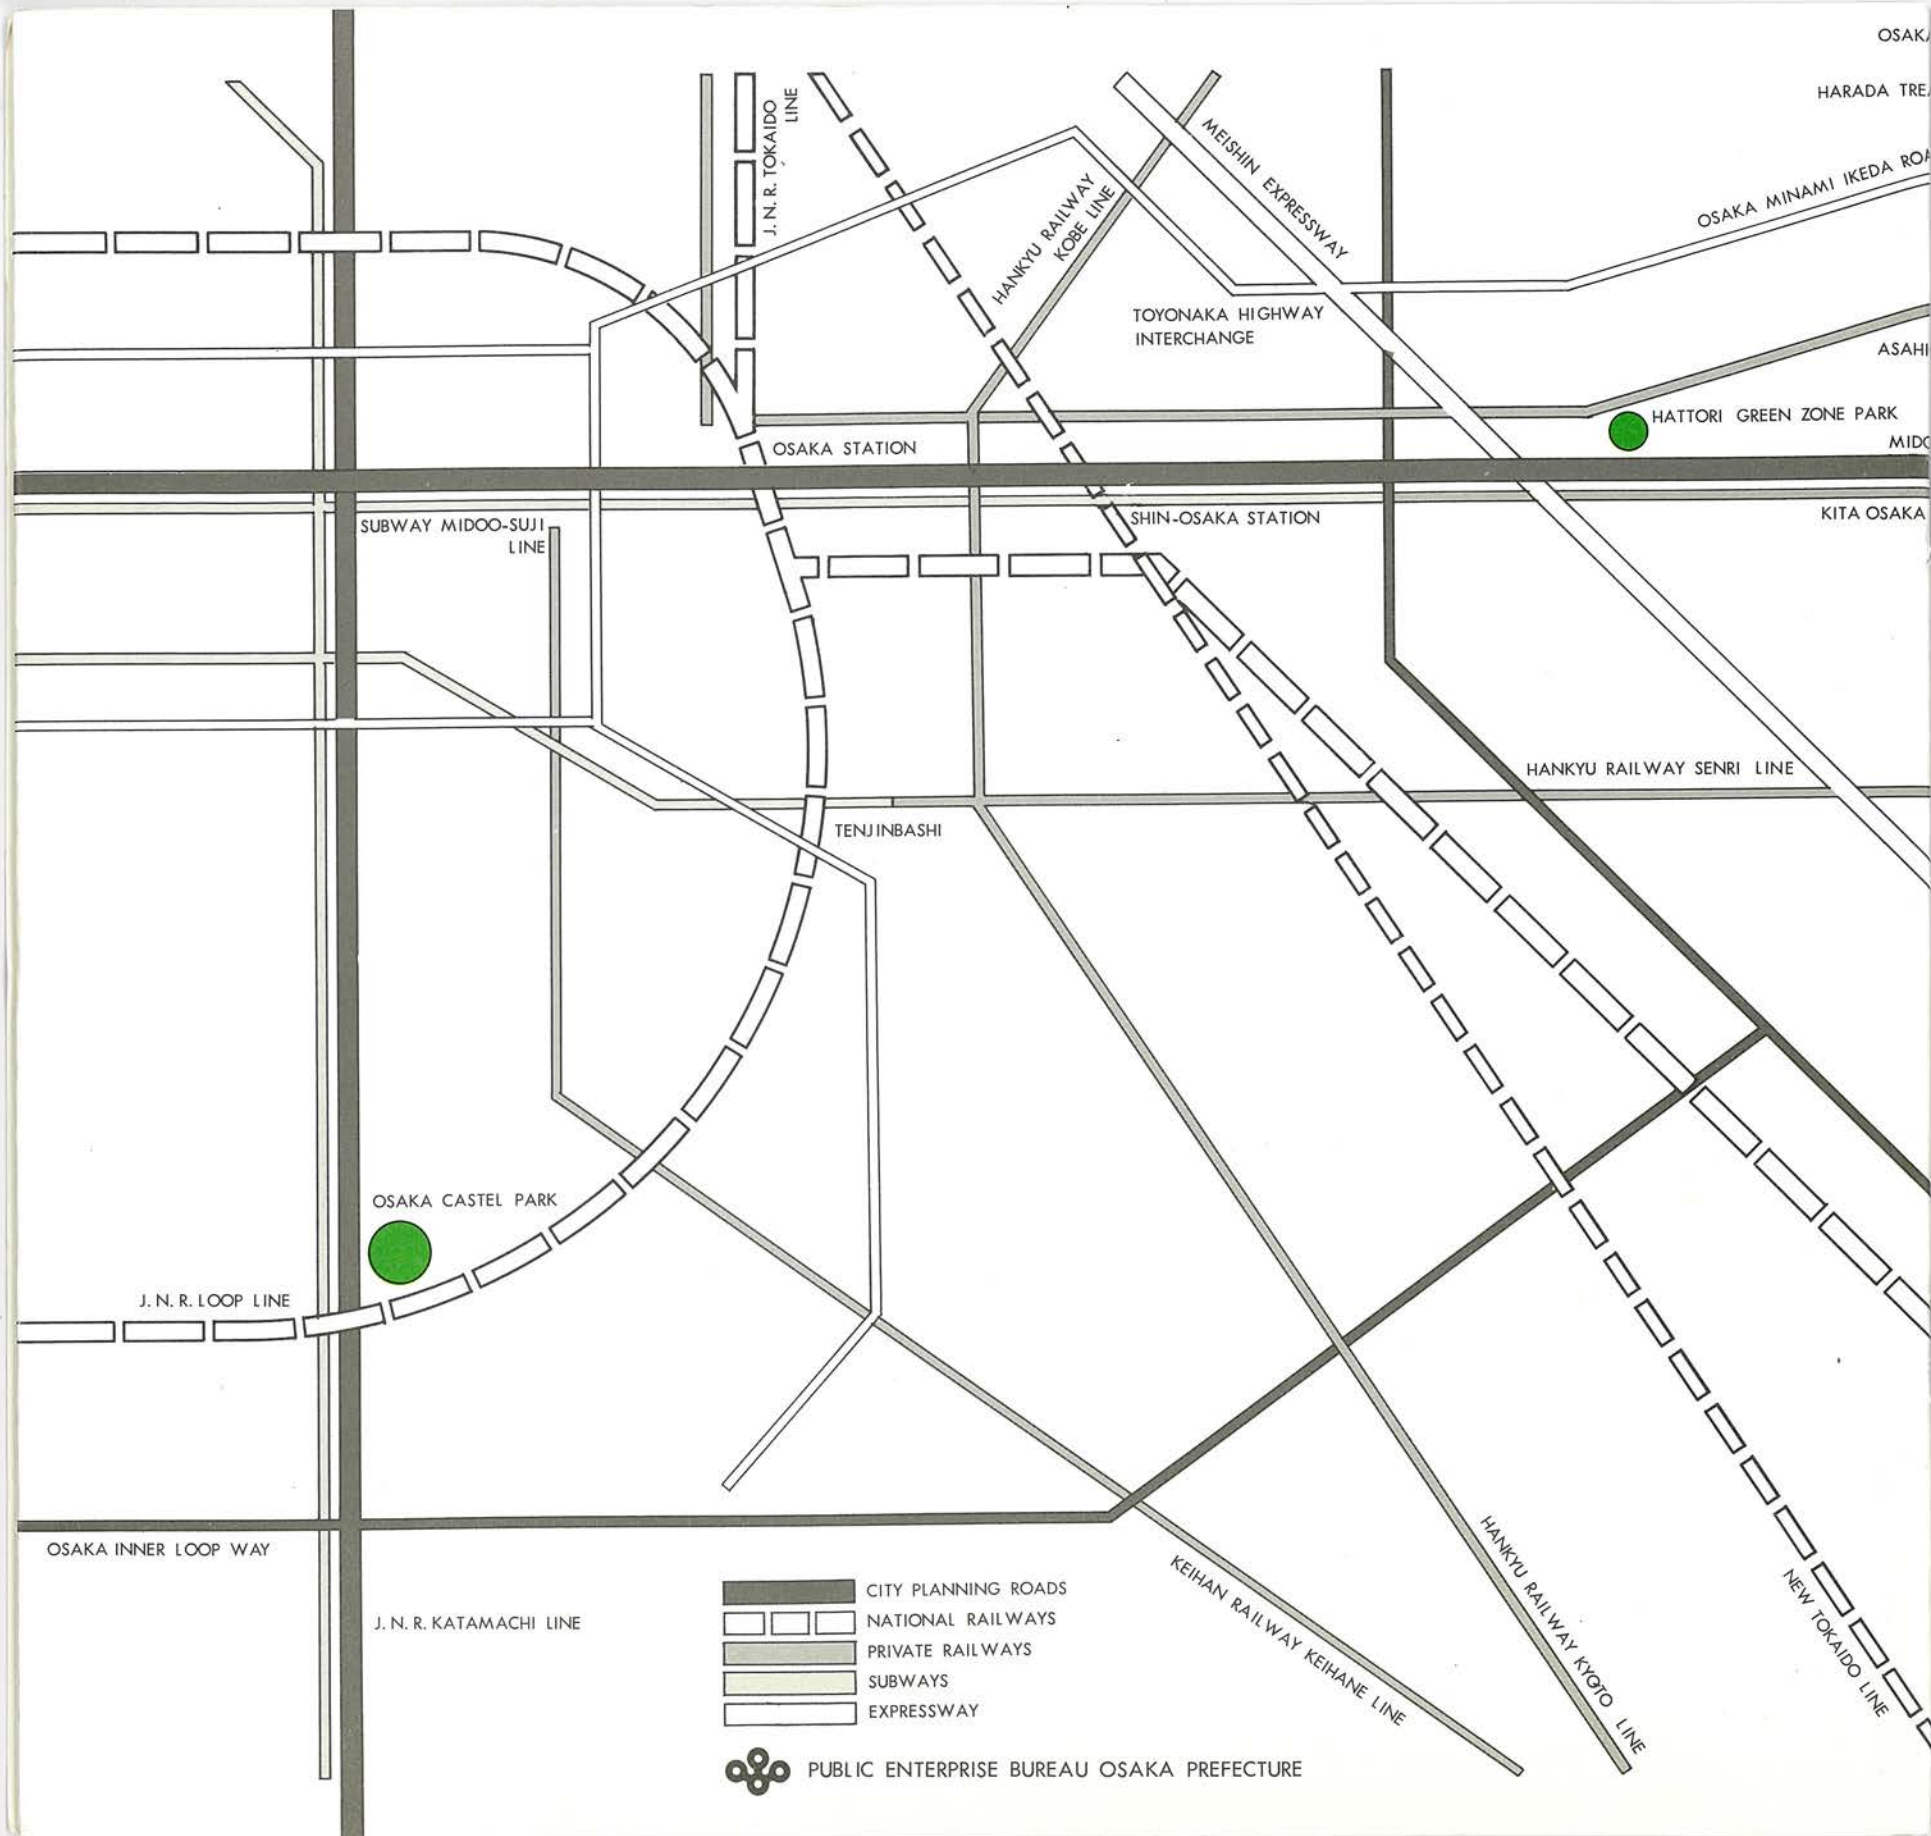 OSAKA
HARADA TREA
J. N. R. TOKAIDO
LINE
MEISHIN EXPRESSWAY
HANKYU RAILWAY
KOBE LINE
OSAKA MINAMI IKEDA ROA
TOYONAKA HIGHWAY
INTERCHANGE
ASAHI
HATTORI GREEN ZONE PARK
MIDO
OSAKA STATION
SHIN-OSAKA STATION
KITA OSAKA
SUBWAY MIDOO-SUJI
LINE
HANKYU RAILWAY SENRI LINE
TENJINBASHI
OSAKA CASTEL PARK
J. N. R. LOOP LINE
OSAKA INNER LOOP WAY
J. N. R. KATAMACHI LINE
CITY PLANNING ROADS
NATIONAL RAILWAYS
PRIVATE RAILWAYS
SUBWAYS
EXPRESSWAY
KEIHAN RAILWAY KEIHANE LINE
HANKYU RAILWAY KYOTO LINE
NEW TOKAIDO LINE
PUBLIC ENTERPRISE BUREAU OSAKA PREFECTURE